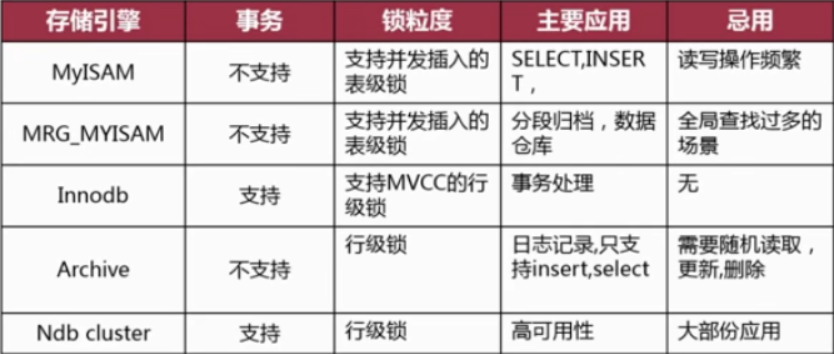 存储引擎 事务 锁粒度 主要应用 忌用
MyISAM 不支持 支持并发插入的表级锁 SELECT,INSERT， 读写操作频繁
MRG_MYISAM 不支持 支持并发插入的表级锁 分段归档，数据仓库 全局查找过多的场景
Innodb 支持 支持MVCC的行级锁 事务处理 无
Archive 不支持 行级锁 日志记录,只支持insert,select 需要随机读取，更新,删除
Ndb cluster 支持 行级锁 高可用性 大部份应用